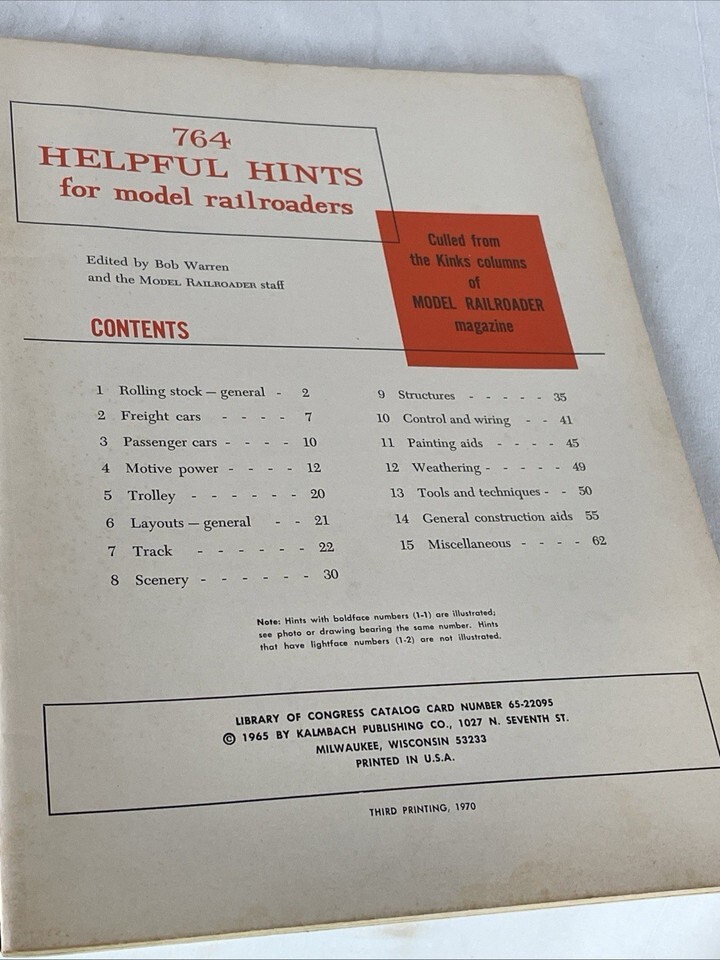 764
HELPFUL HINTS
for model railroaders
Edited by Bob Warren
and the MODEL RAILROADER staff
Culled from
the Kinks columns
of
MODEL RAILROADER
magazine
CONTENTS
1 Rolling stock — general - 2
2 Freight cars - - - - 7
3 Passenger cars - - - - 10
4 Motive power - - - - 12
5 Trolley - - - - - - 20
6 Layouts — general - - 21
7 Track - - - - - - 22
8 Scenery - - - - - - 30
9 Structures - - - - - 35
10 Control and wiring - - 41
11 Painting aids - - - - 45
12 Weathering - - - - - 49
13 Tools and techniques - - 50
14 General construction aids 55
15 Miscellaneous - - - - 62
Note: Hints with boldface numbers (1-1) are illustrated;
see photo or drawing bearing the same number. Hints
that have lightface numbers (1-2) are not illustrated.
LIBRARY OF CONGRESS CATALOG CARD NUMBER 65-22095
© 1965 BY KALMBACH PUBLISHING CO., 1027 N. SEVENTH ST.
MILWAUKEE, WISCONSIN 53233
PRINTED IN U.S.A.
THIRD PRINTING, 1970